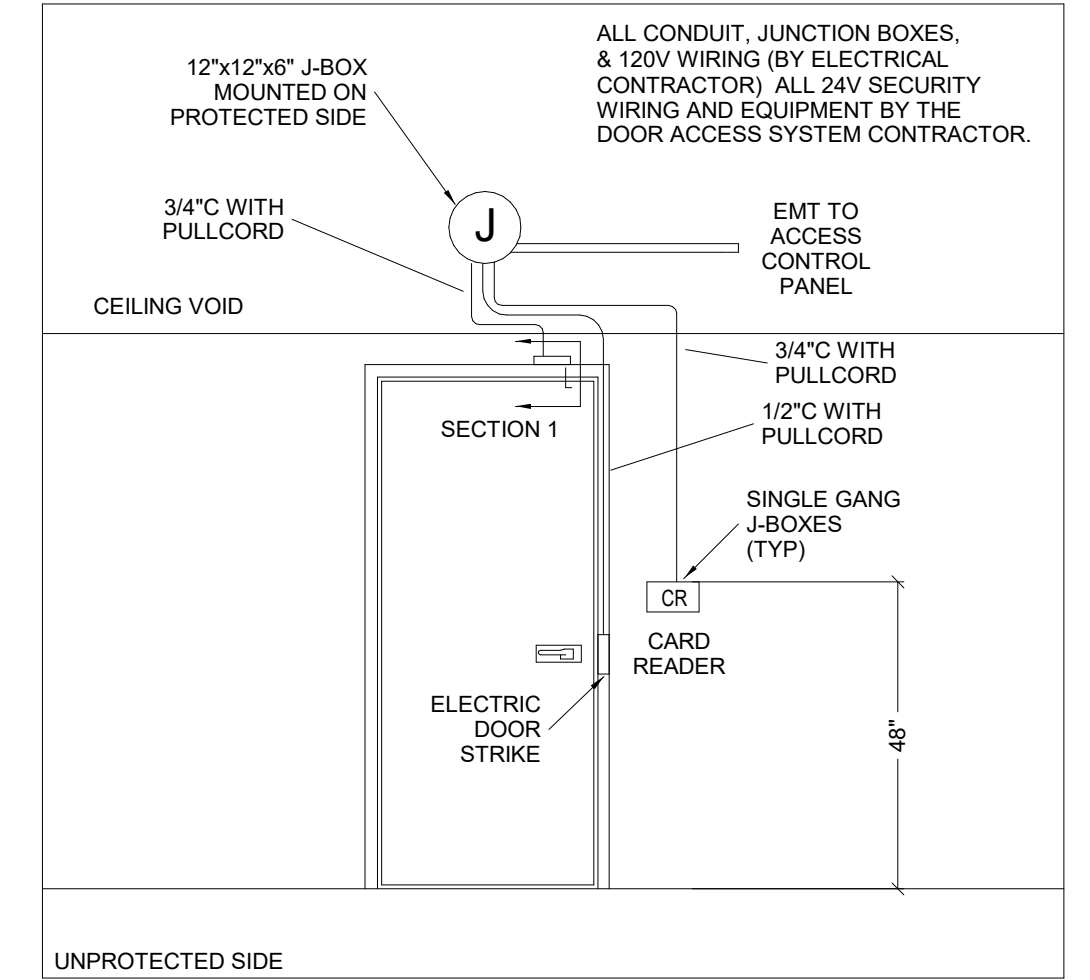 ALL CONDUIT, JUNCTION BOXES,
& 120V WIRING (BY ELECTRICAL
CONTRACTOR)  ALL 24V SECURITY
WIRING AND EQUIPMENT BY THE
DOOR ACCESS SYSTEM CONTRACTOR.
12"x12"x6" J-BOX
MOUNTED ON
PROTECTED SIDE
3/4"C WITH
PULLCORD
J
EMT TO
ACCESS
CONTROL
PANEL
CEILING VOID
3/4"C WITH
PULLCORD
1/2"C WITH
PULLCORD
SECTION 1
SINGLE GANG
J-BOXES
(TYP)
CR
CARD
READER
ELECTRIC
DOOR
STRIKE
48"
UNPROTECTED SIDE